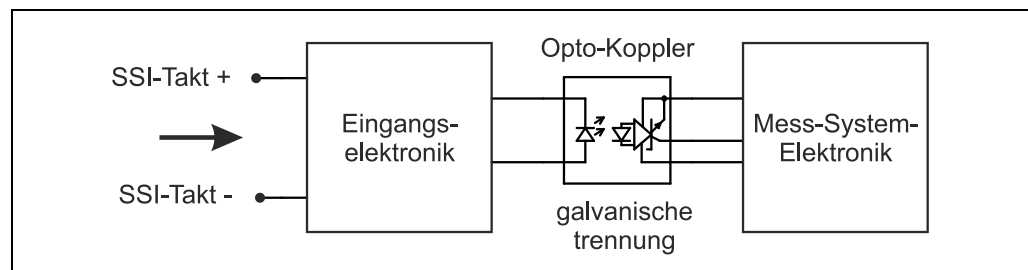 Opto-Koppler
SSI-Takt +
Eingangs-
elektronik
Mess-System-
Elektronik
SSI-Takt -
galvanische
trennung